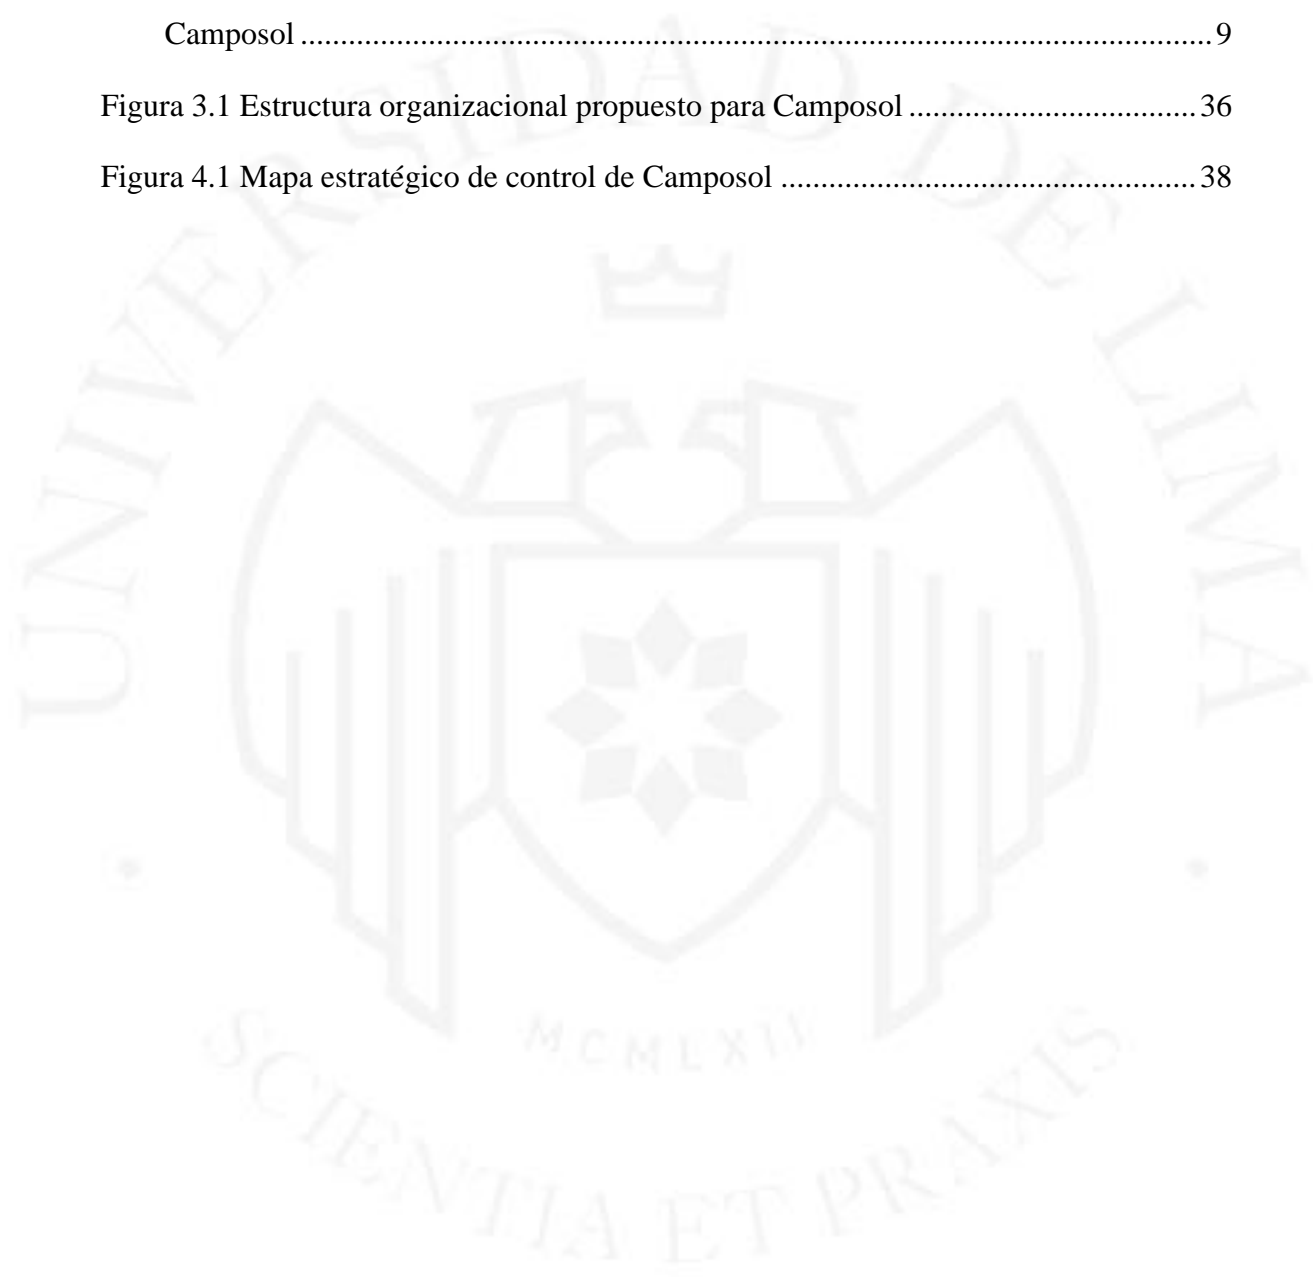 Camposol ................................................................................................................... 9
Figura 3.1 Estructura organizacional propuesto para Camposol .................................... 36
Figura 4.1 Mapa estratégico de control de Camposol .................................................... 38
UNIVERSIDAD DE LIMA
MCMLXII
SCIENTIA ET PRAXIS